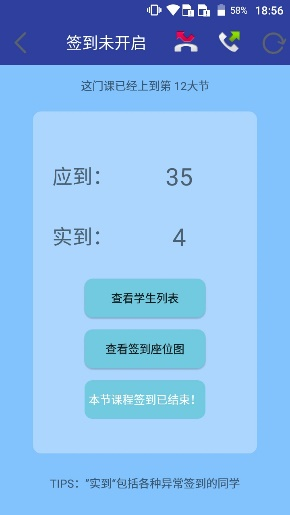 58% 18:56
签到未开启
这门课已经上到第 12大节
应到： 35
实到： 4
查看学生列表
查看签到座位图
本节课程签到已结束！
TIPS：“实到“包括各种异常签到的同学